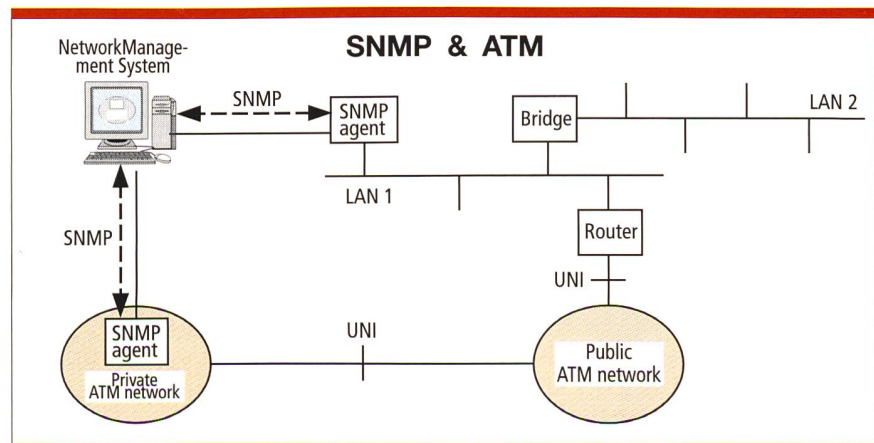 SNMP & ATM
NetworkManage-
ment System
SNMP
SNMP
agent
Bridge
LAN 2
LAN 1
SNMP
Router
UNI
SNMP
agent
Private
ATM network
UNI
Public
ATM network